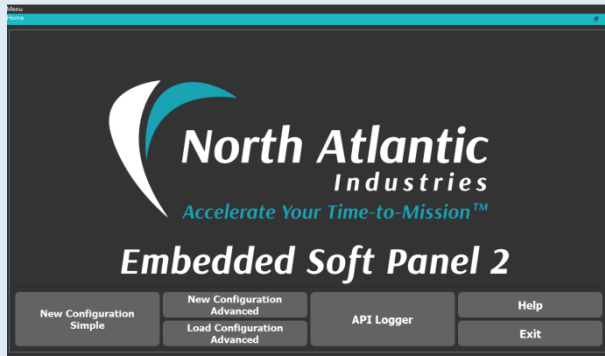 Menu
Home
North Atlantic
Industries
Accelerate Your Time-to-Mission™
Embedded Soft Panel 2
New Configuration
Simple
New Configuration
Advanced
Load Configuration
Advanced
API Logger
Help
Exit